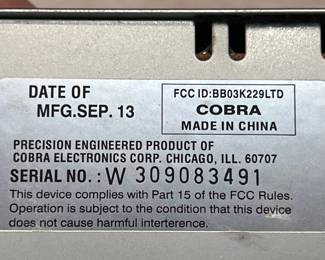 DATE OF
MFG.SEP. 13
FCC ID:BB03K229LTD
COBRA
MADE IN CHINA
PRECISION ENGINEERED PRODUCT OF
COBRA ELECTRONICS CORP. CHICAGO, ILL. 60707
SERIAL NO.: W 309083491
This device complies with Part 15 of the FCC Rules.
Operation is subject to the condition that this device
does not cause harmful interference.